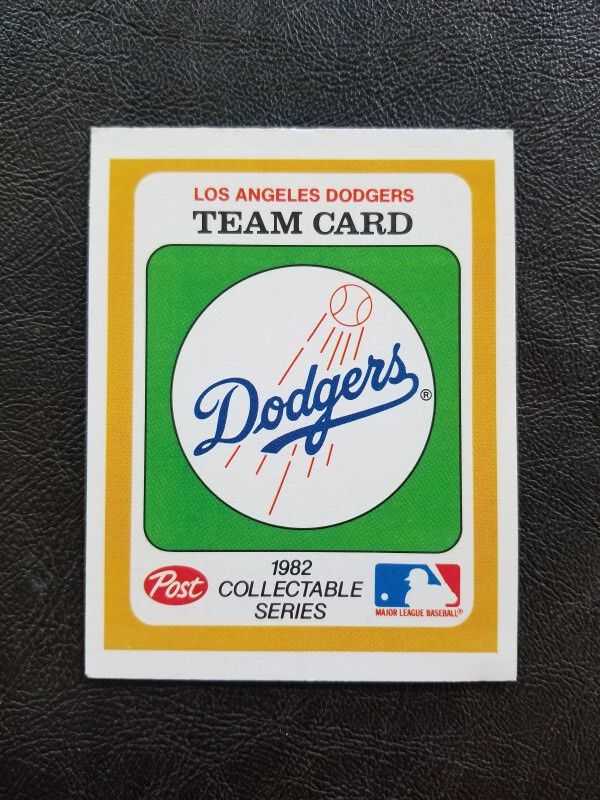 LOS ANGELES DODGERS
TEAM CARD
Dodgers®
Post
1982
COLLECTABLE
SERIES
MAJOR LEAGUE BASEBALL®